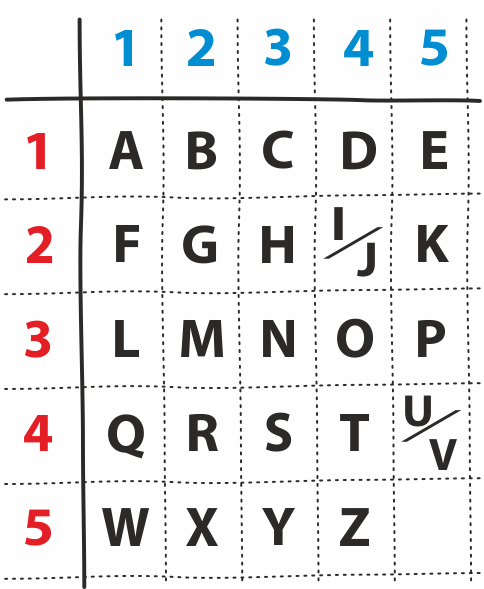 1 2 3 4 5
1 A B C D E
2 F G H I/J K
3 L M N O P
4 Q R S T U/V
5 W X Y Z